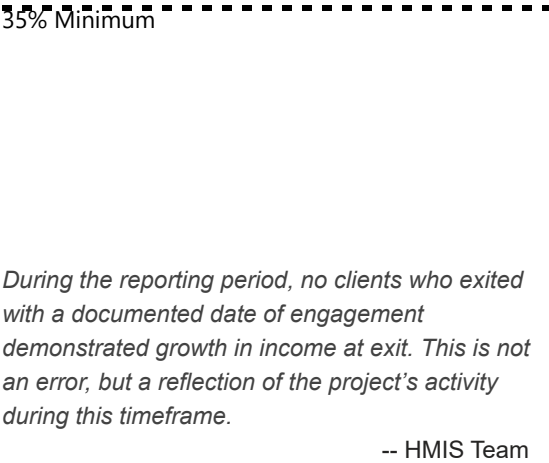 35% Minimum
During the reporting period, no clients who exited
with a documented date of engagement
demonstrated growth in income at exit. This is not
an error, but a reflection of the project’s activity
during this timeframe.
-- HMIS Team